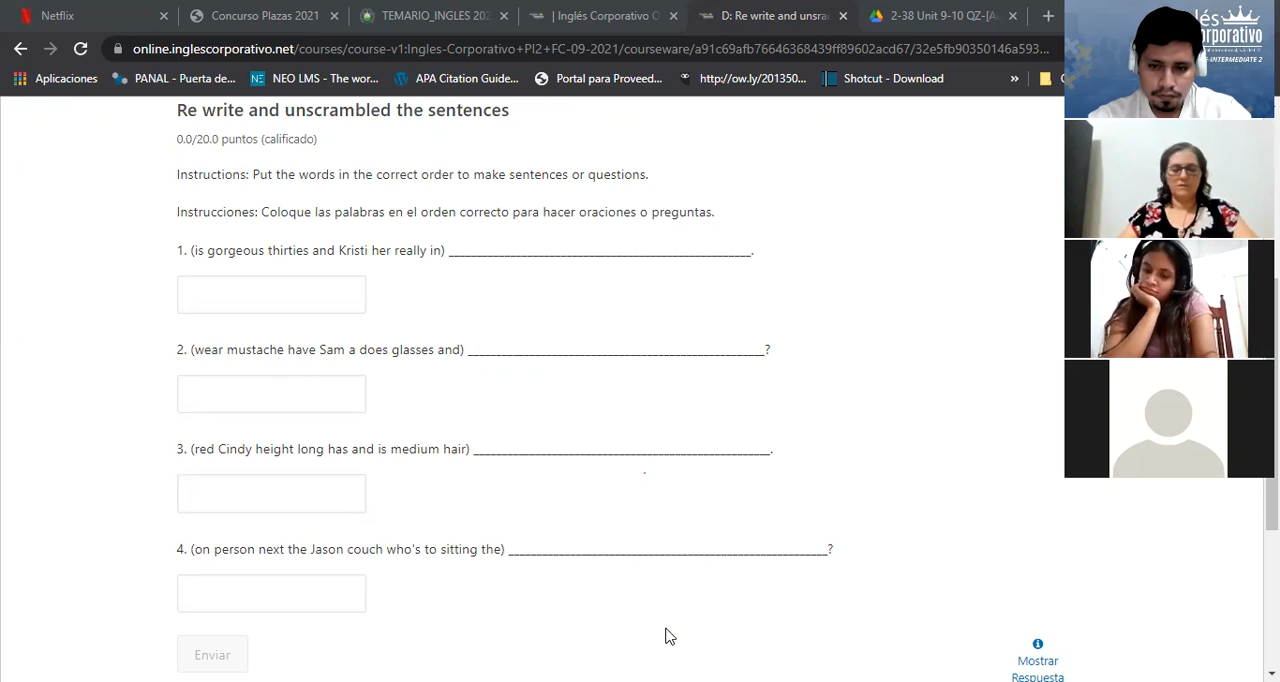 Netflix
Concurso Plazas 2021
TEMARIO_INGLES 202
| Inglés Corporativo O
D: Re write and unscra
2-38 Unit 9-10 QZ-[A
online.inglescorporativo.net/courses/course-v1:Ingles-Corporativo+PI2+FC-09-2021/courseware/a91c69afb76646368439ff89602acd67/32e5fb90350146a593...
Aplicaciones
PANAL - Puerta de...
NEO LMS - The wor...
APA Citation Guide...
Portal para Proveed...
http://ow.ly/201350...
Shotcut - Download
»
Re write and unscrambled the sentences
0.0/20.0 puntos (calificado)
Instructions: Put the words in the correct order to make sentences or questions.
Instrucciones: Coloque las palabras en el orden correcto para hacer oraciones o preguntas.
1. (is gorgeous thirties and Kristi her really in) ______________________________________________.
2. (wear mustache have Sam a does glasses and) _____________________________________________?
3. (red Cindy height long has and is medium hair) _____________________________________________.
4. (on person next the Jason couch who's to sitting the) ________________________________________________?
Enviar
Mostrar
Respuesta